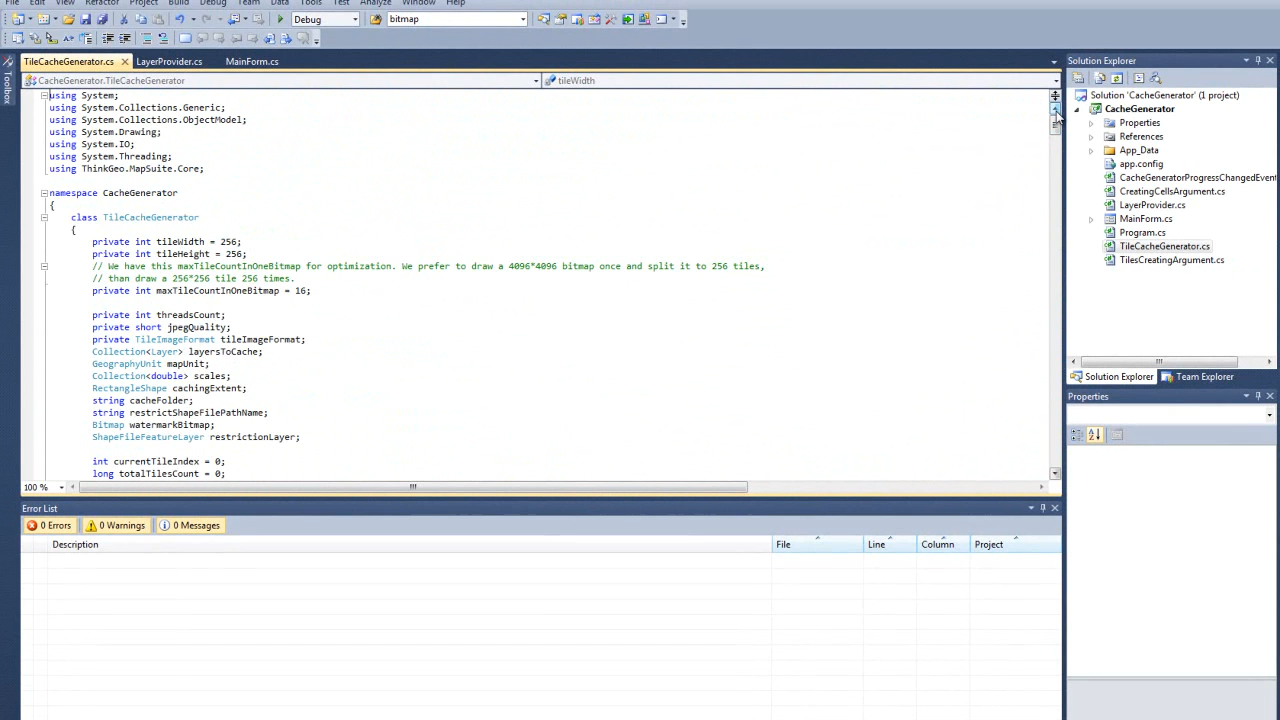 File Edit View Refactor Project Build Debug Team Data Tools Test Analyze Window Help
Debug bitmap
TileCacheGenerator.cs LayerProvider.cs MainForm.cs
CacheGenerator.TileCacheGenerator tileWidth
Toolbox
using System;
using System.Collections.Generic;
using System.Collections.ObjectModel;
using System.Drawing;
using System.IO;
using System.Threading;
using ThinkGeo.MapSuite.Core;
namespace CacheGenerator
{
class TileCacheGenerator
{
private int tileWidth = 256;
private int tileHeight = 256;
// We have this maxTileCountInOneBitmap for optimization. We prefer to draw a 4096*4096 bitmap once and split it to 256 tiles,
// than draw a 256*256 tile 256 times.
private int maxTileCountInOneBitmap = 16;
private int threadsCount;
private short jpegQuality;
private TileImageFormat tileImageFormat;
Collection<Layer> layersToCache;
GeographyUnit mapUnit;
Collection<double> scales;
RectangleShape cachingExtent;
string cacheFolder;
string restrictShapeFilePathName;
Bitmap watermarkBitmap;
ShapeFileFeatureLayer restrictionLayer;
int currentTileIndex = 0;
long totalTilesCount = 0;
100 %
Error List
0 Errors 0 Warnings 0 Messages
Description File Line Column Project
Solution Explorer
Solution 'CacheGenerator' (1 project)
CacheGenerator
Properties
References
App_Data
app.config
CacheGeneratorProgressChangedEvent
CreatingCellsArgument.cs
LayerProvider.cs
MainForm.cs
Program.cs
TileCacheGenerator.cs
TilesCreatingArgument.cs
Solution Explorer Team Explorer
Properties